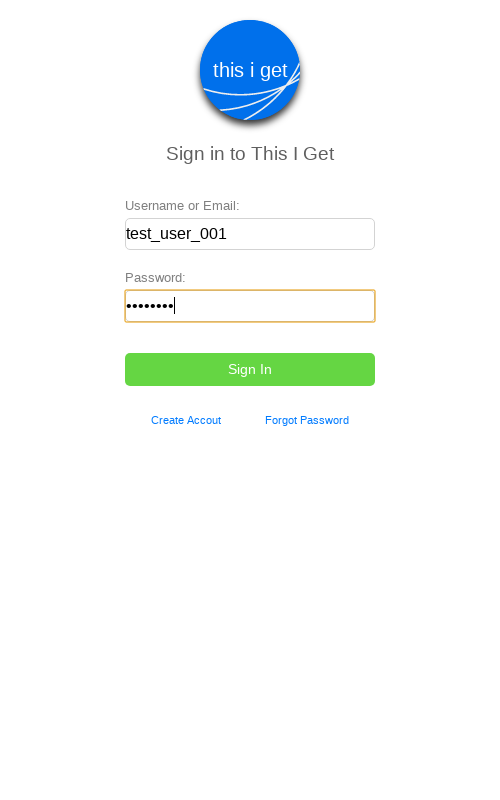 this i get
Sign in to This I Get
Username or Email:
test_user_001
Password:
••••••••
Sign In
Create Accout
Forgot Password